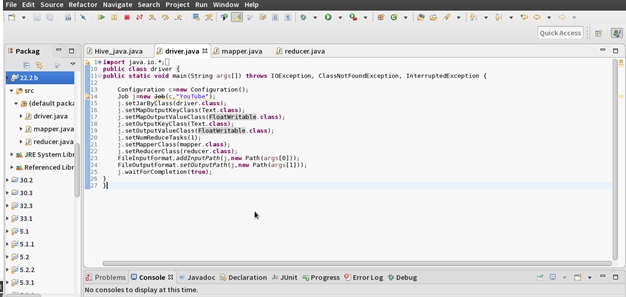 File Edit Source Refactor Navigate Search Project Run Window Help
Quick Access
Packag
22.2 b
src
(default packa
driver.java
mapper.java
reducer.java
JRE System Libr
Referenced Libr
30.2
30.3
32.3
33.1
5.1
5.1.1
5.2
5.2.2
5.3.1
Hive_java.java driver.java mapper.java reducer.java
1 import java.io.*;
10 public class driver {
11 public static void main(String args[]) throws IOException, ClassNotFoundException, InterruptedException {
12
13 Configuration c=new Configuration();
14 Job j=new Job(c,"YouTube");
15 j.setJarByClass(driver.class);
16 j.setMapOutputKeyClass(Text.class);
17 j.setMapOutputValueClass(FloatWritable.class);
18 j.setOutputKeyClass(Text.class);
19 j.setOutputValueClass(FloatWritable.class);
20 j.setNumReduceTasks(1);
21 j.setMapperClass(mapper.class);
22 j.setReducerClass(reducer.class);
23 FileInputFormat.addInputPath(j,new Path(args[0]));
24 FileOutputFormat.setOutputPath(j,new Path(args[1]));
25 j.waitForCompletion(true);
26 }
27 }
Problems Console Javadoc Declaration JUnit Progress Error Log Debug
No consoles to display at this time.